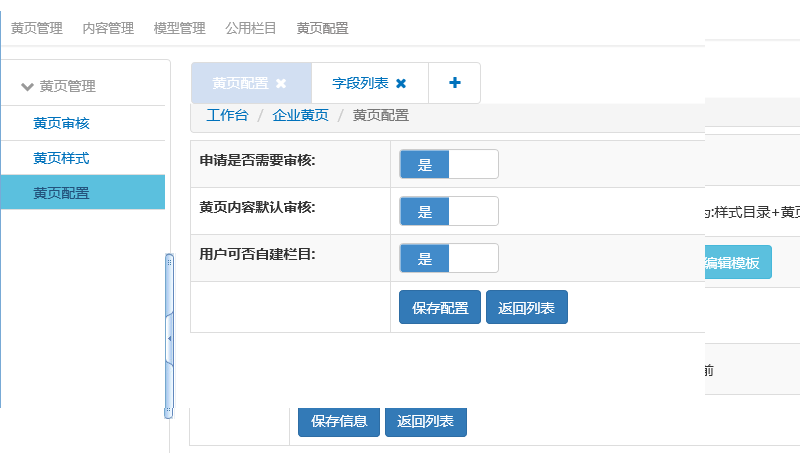 黄页管理 内容管理 模型管理 公用栏目 黄页配置
黄页管理
黄页审核
黄页样式
黄页配置
黄页配置 × 字段列表 × +
工作台 / 企业黄页 / 黄页配置
申请是否需要审核: 是
黄页内容默认审核: 是
:样式目录+黄页
用户可否自建栏目: 是
编辑模板
保存配置 返回列表
前
保存信息 返回列表